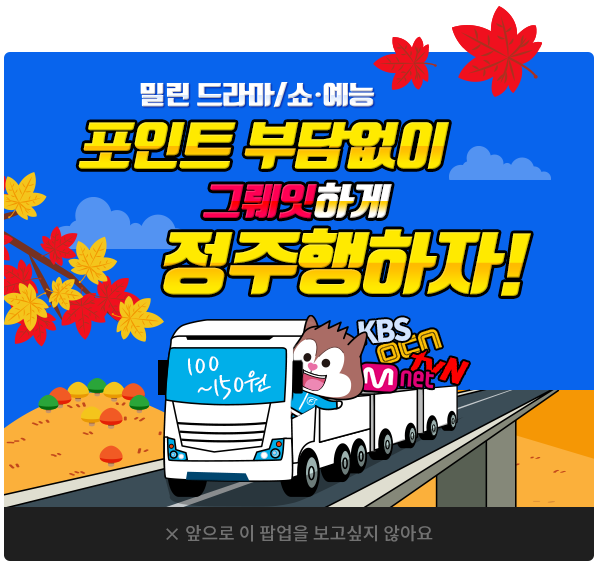 밀린 드라마/쇼·예능
포인트 부담없이
그뤠잇하게
정주행하자!
100
~150원
KBS
OCN
tvN
Mnet
× 앞으로 이 팝업을 보고싶지 않아요